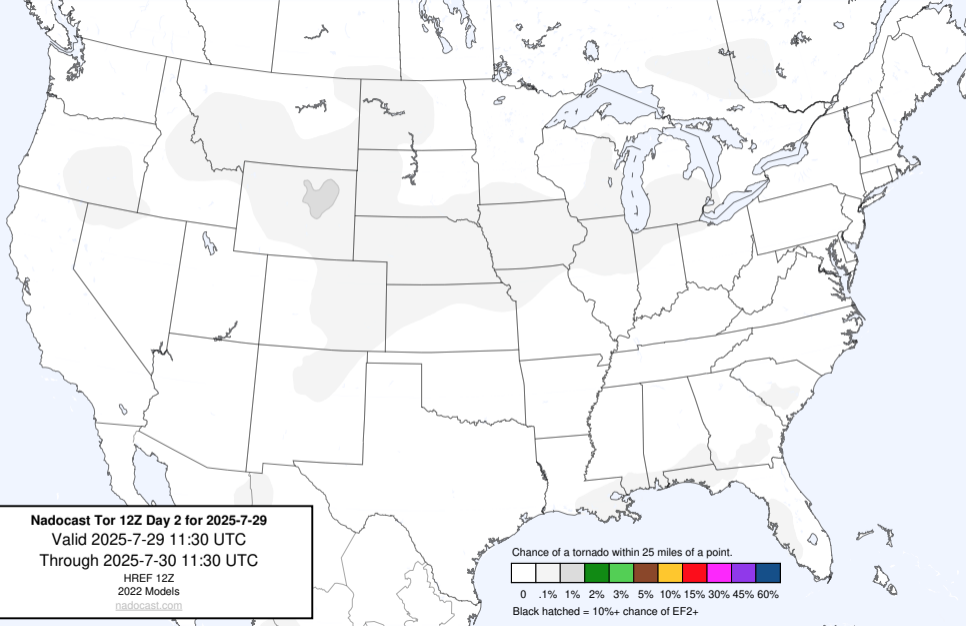 Nadocast Tor 12Z Day 2 for 2025-7-29
Valid 2025-7-29 11:30 UTC
Through 2025-7-30 11:30 UTC
HREF 12Z
2022 Models
nadocast.com
Chance of a tornado within 25 miles of a point.
0 .1% 1% 2% 3% 5% 10% 15% 30% 45% 60%
Black hatched = 10%+ chance of EF2+